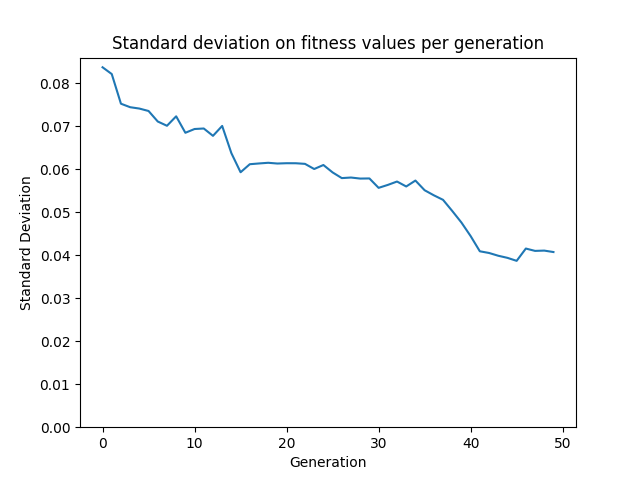 Standard deviation on fitness values per generation
Standard Deviation
0.08
0.07
0.06
0.05
0.04
0.03
0.02
0.01
0.00
0 10 20 30 40 50
Generation